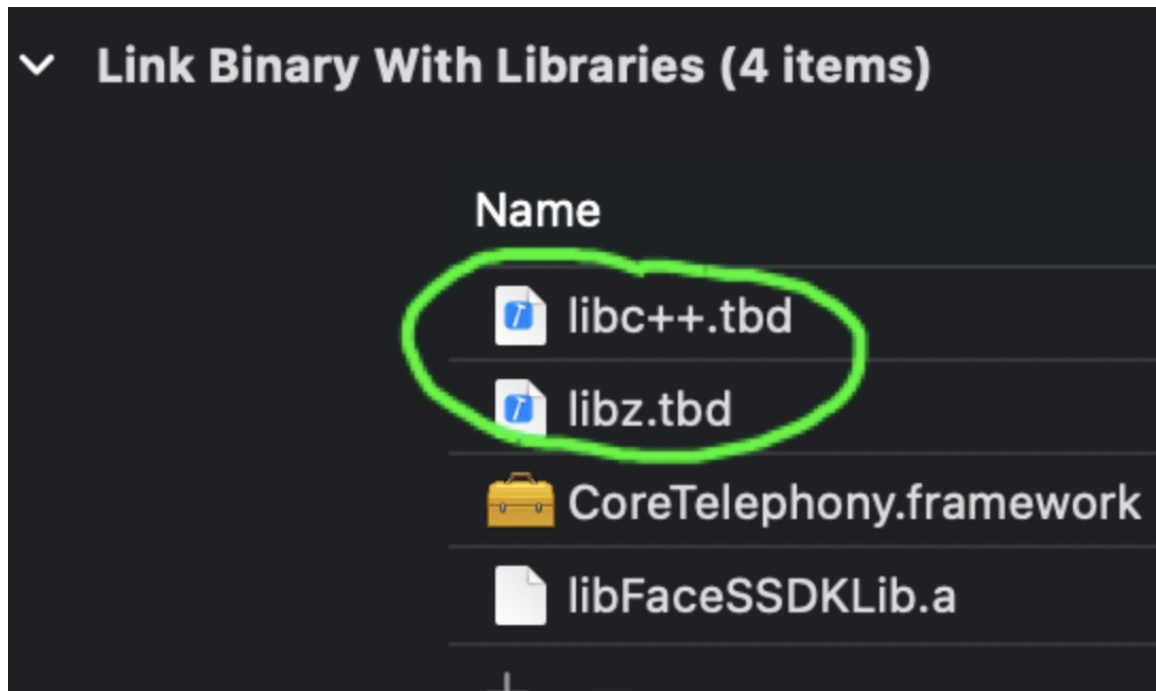 Link Binary With Libraries (4 items)
Name
libc++.tbd
libz.tbd
CoreTelephony.framework
libFaceSSDKLib.a